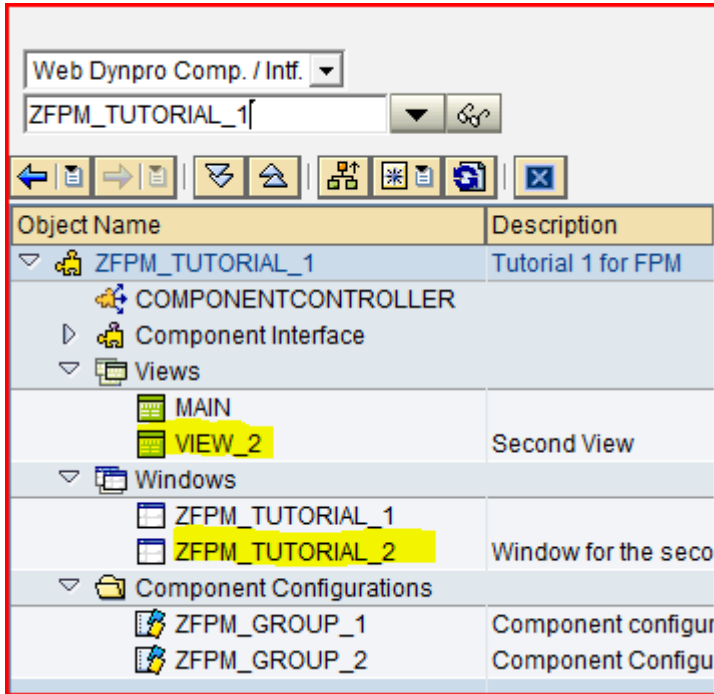 Web Dynpro Comp. / Intf.
ZFPM_TUTORIAL_1
Object Name Description
ZFPM_TUTORIAL_1 Tutorial 1 for FPM
COMPONENTCONTROLLER
Component Interface
Views
MAIN
VIEW_2 Second View
Windows
ZFPM_TUTORIAL_1
ZFPM_TUTORIAL_2 Window for the seco
Component Configurations
ZFPM_GROUP_1 Component configur
ZFPM_GROUP_2 Component Configu